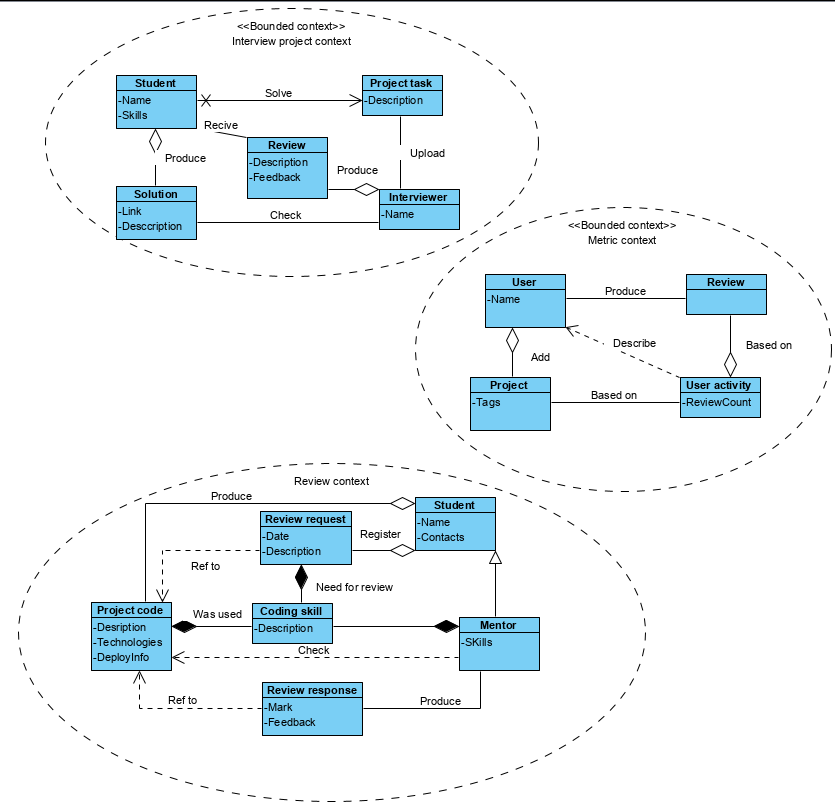 <<Bounded context>>
Interview project context
Student
-Name
-Skills
Solve
Project task
-Description
Recive
Review
-Description
-Feedback
Produce
Produce
Upload
Solution
-Link
-Desccription
Check
Interviewer
-Name
<<Bounded context>>
Metric context
User
-Name
Produce
Review
Describe
Based on
Add
Project
-Tags
Based on
User activity
-ReviewCount
Review context
Produce
Student
-Name
-Contacts
Review request
-Date
-Description
Register
Ref to
Need for review
Project code
-Desription
-Technologies
-DeployInfo
Was used
Coding skill
-Description
Mentor
-SKills
Check
Ref to
Review response
-Mark
-Feedback
Produce